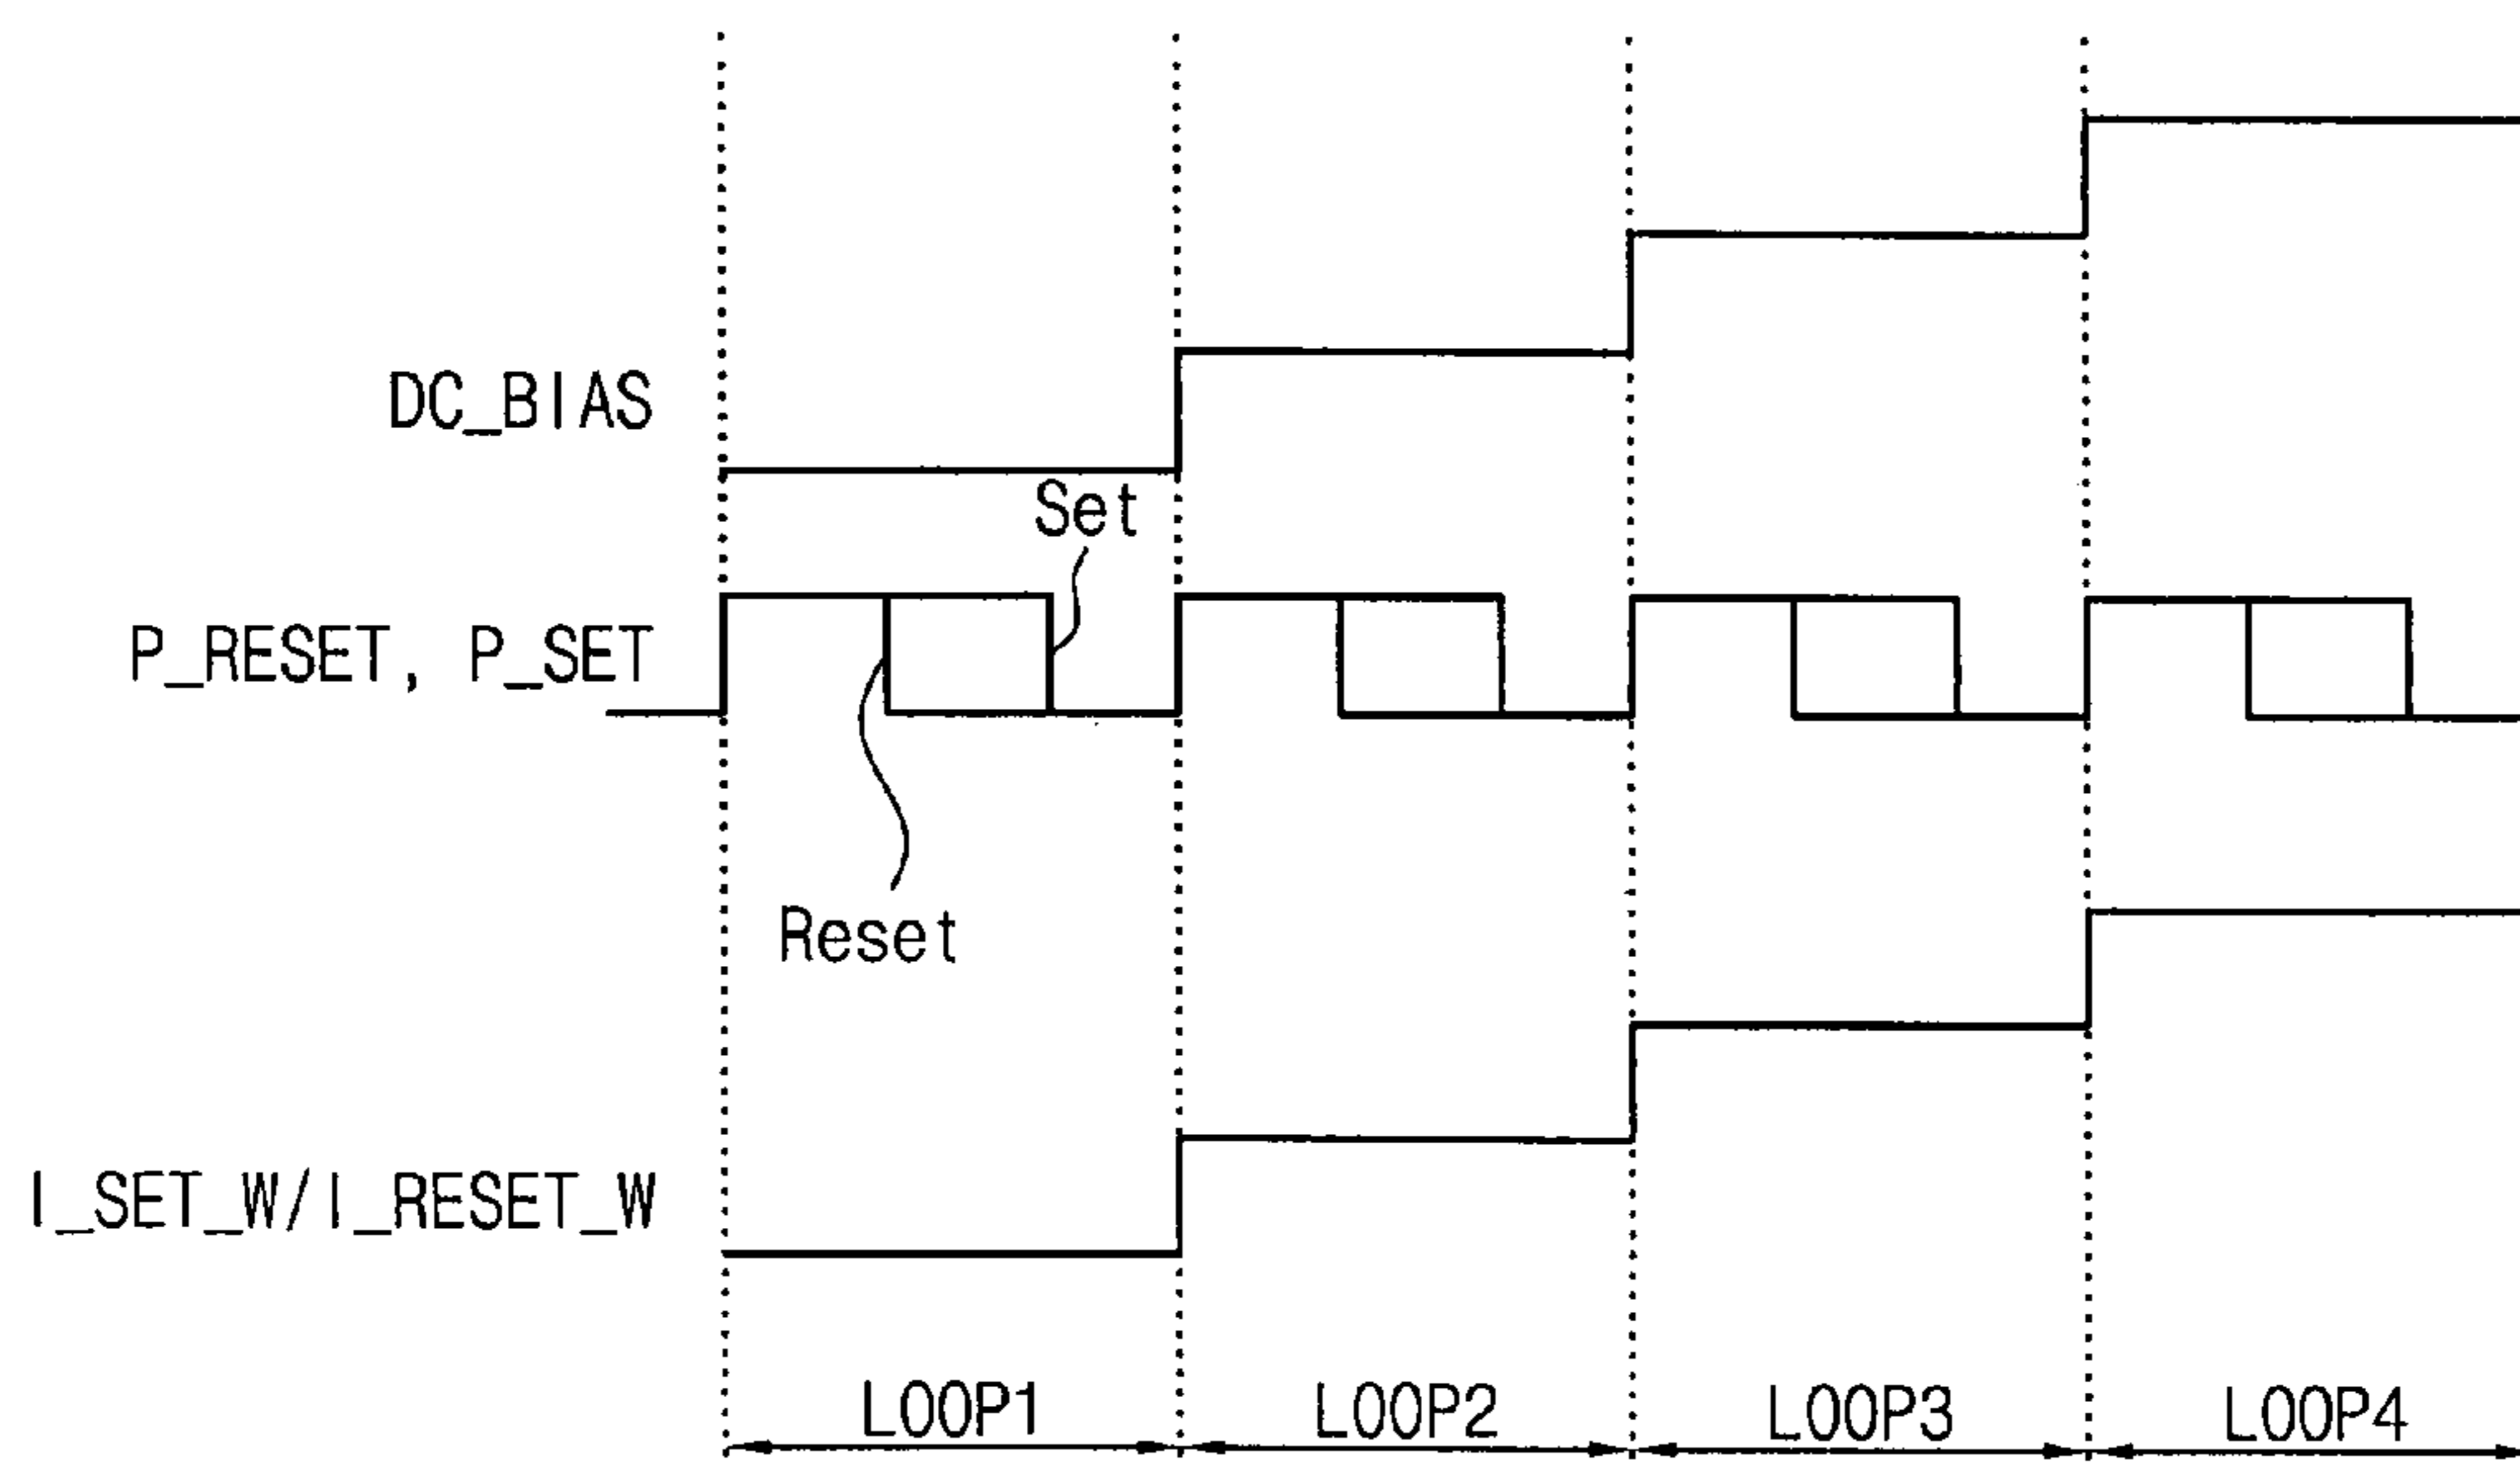 DC_BIAS
Set
P_RESET, P_SET
Reset
I_SET_W/I_RESET_W
LOOP1 LOOP2 LOOP3 LOOP4